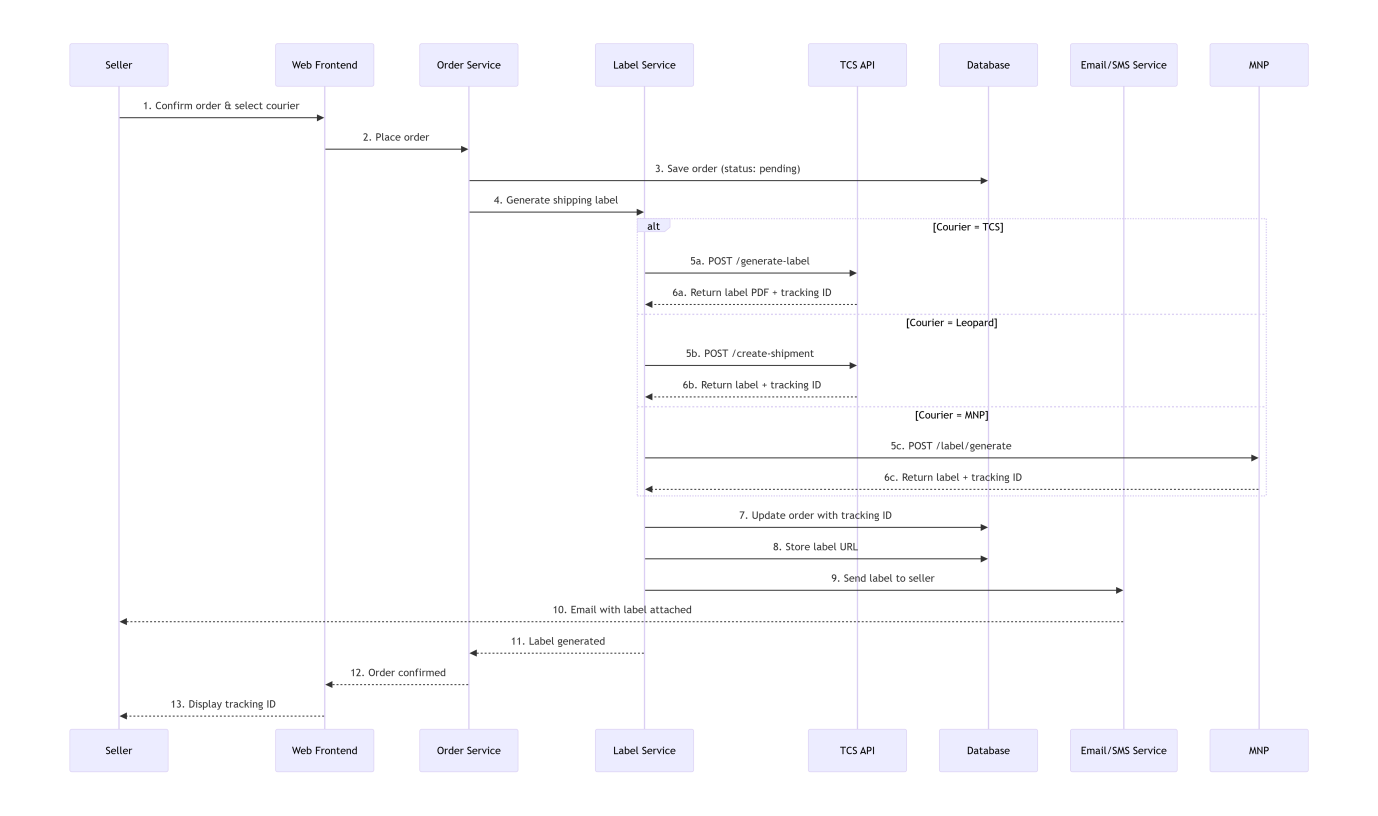 Seller
Web Frontend
Order Service
Label Service
TCS API
Database
Email/SMS Service
MNP
1. Confirm order & select courier
2. Place order
3. Save order (status: pending)
4. Generate shipping label
alt
[Courier = TCS]
5a. POST /generate-label
6a. Return label PDF + tracking ID
[Courier = Leopard]
5b. POST /create-shipment
6b. Return label + tracking ID
[Courier = MNP]
5c. POST /label/generate
6c. Return label + tracking ID
7. Update order with tracking ID
8. Store label URL
9. Send label to seller
10. Email with label attached
11. Label generated
12. Order confirmed
13. Display tracking ID
Seller
Web Frontend
Order Service
Label Service
TCS API
Database
Email/SMS Service
MNP